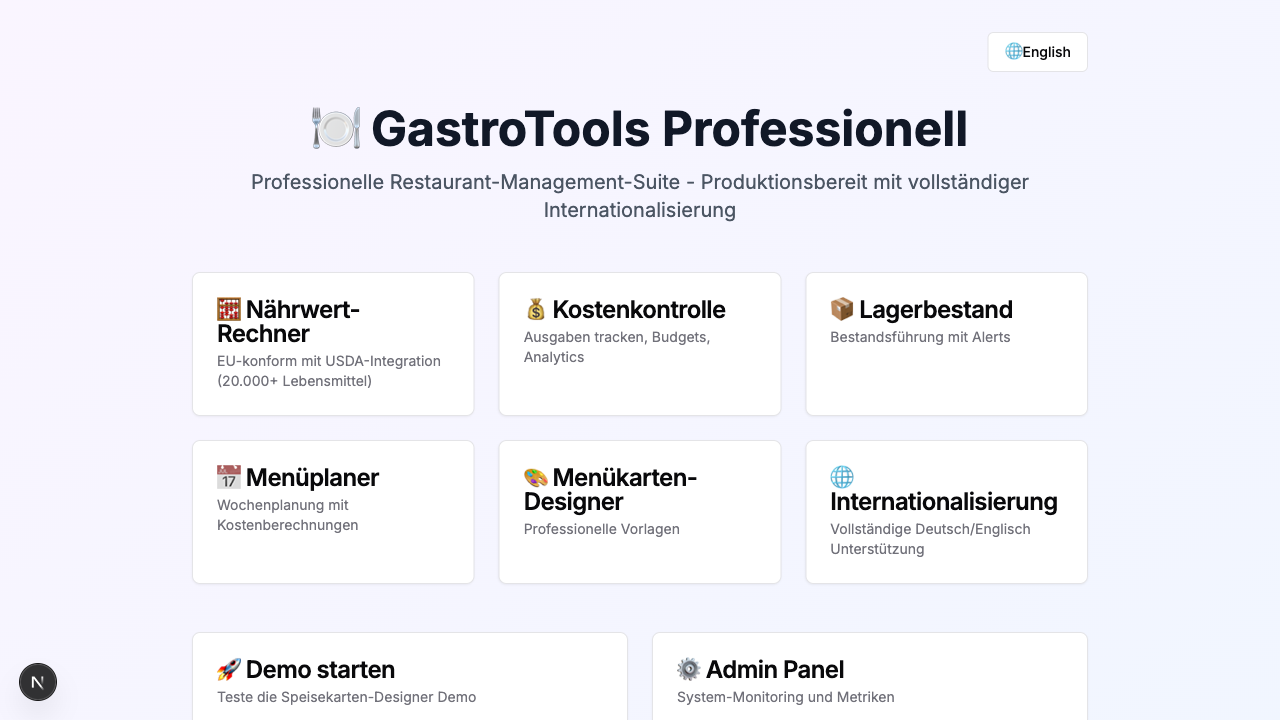 🌐English
🍽️ GastroTools Professionell
Professionelle Restaurant-Management-Suite - Produktionsbereit mit vollständiger
Internationalisierung
🧮 Nährwert-
Rechner
EU-konform mit USDA-Integration
(20.000+ Lebensmittel)
💰 Kostenkontrolle
Ausgaben tracken, Budgets,
Analytics
📦 Lagerbestand
Bestandsführung mit Alerts
📅 Menüplaner
Wochenplanung mit
Kostenberechnungen
🎨 Menükarten-
Designer
Professionelle Vorlagen
🌐
Internationalisierung
Vollständige Deutsch/Englisch
Unterstützung
🚀 Demo starten
Teste die Speisekarten-Designer Demo
⚙️ Admin Panel
System-Monitoring und Metriken
N